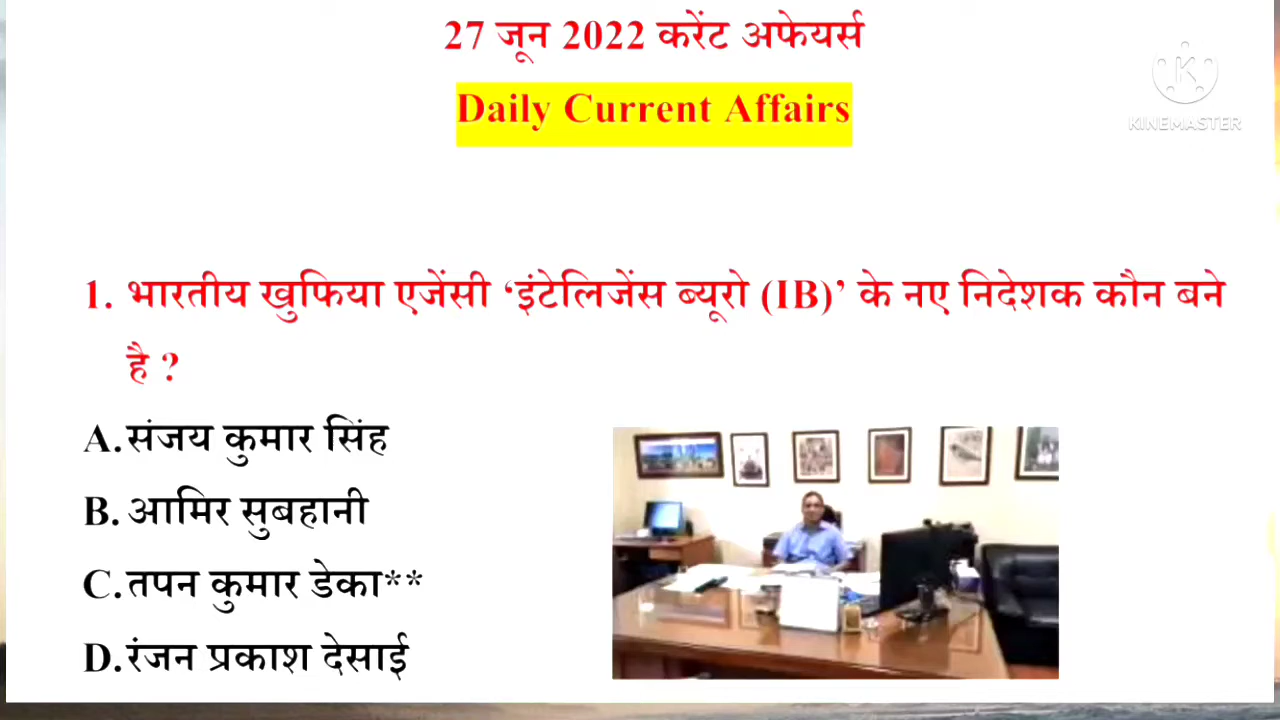 27 जून 2022 करेंट अफेयर्स
Daily Current Affairs
KINEMASTER
1. भारतीय खुफिया एजेंसी ‘इंटेलिजेंस ब्यूरो (IB)’ के नए निदेशक कौन बने
है ?
A.संजय कुमार सिंह
B. आमिर सुबहानी
C.तपन कुमार डेका**
D.रंजन प्रकाश देसाई